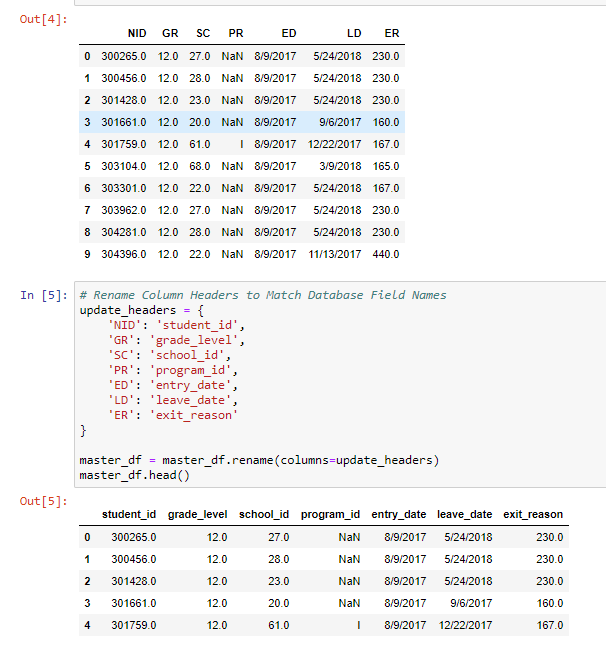 Out[4]:
NID GR SC PR ED LD ER
0 300265.0 12.0 27.0 NaN 8/9/2017 5/24/2018 230.0
1 300456.0 12.0 28.0 NaN 8/9/2017 5/24/2018 230.0
2 301428.0 12.0 23.0 NaN 8/9/2017 5/24/2018 230.0
3 301661.0 12.0 20.0 NaN 8/9/2017 9/6/2017 160.0
4 301759.0 12.0 61.0 I 8/9/2017 12/22/2017 167.0
5 303104.0 12.0 68.0 NaN 8/9/2017 3/9/2018 165.0
6 303301.0 12.0 22.0 NaN 8/9/2017 5/24/2018 167.0
7 303962.0 12.0 27.0 NaN 8/9/2017 5/24/2018 230.0
8 304281.0 12.0 28.0 NaN 8/9/2017 5/24/2018 230.0
9 304396.0 12.0 22.0 NaN 8/9/2017 11/13/2017 440.0
In [5]: # Rename Column Headers to Match Database Field Names
update_headers = {
'NID': 'student_id',
'GR': 'grade_level',
'SC': 'school_id',
'PR': 'program_id',
'ED': 'entry_date',
'LD': 'leave_date',
'ER': 'exit_reason'
}
master_df = master_df.rename(columns=update_headers)
master_df.head()
Out[5]:
student_id grade_level school_id program_id entry_date leave_date exit_reason
0 300265.0 12.0 27.0 NaN 8/9/2017 5/24/2018 230.0
1 300456.0 12.0 28.0 NaN 8/9/2017 5/24/2018 230.0
2 301428.0 12.0 23.0 NaN 8/9/2017 5/24/2018 230.0
3 301661.0 12.0 20.0 NaN 8/9/2017 9/6/2017 160.0
4 301759.0 12.0 61.0 I 8/9/2017 12/22/2017 167.0